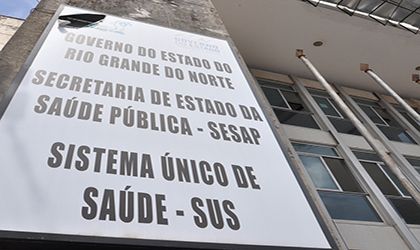 GOVERNO DO ESTADO DO
RIO GRANDE DO NORTE
SECRETARIA DE ESTADO DA
SAÚDE PÚBLICA - SESAP
SISTEMA ÚNICO DE
SAÚDE - SUS